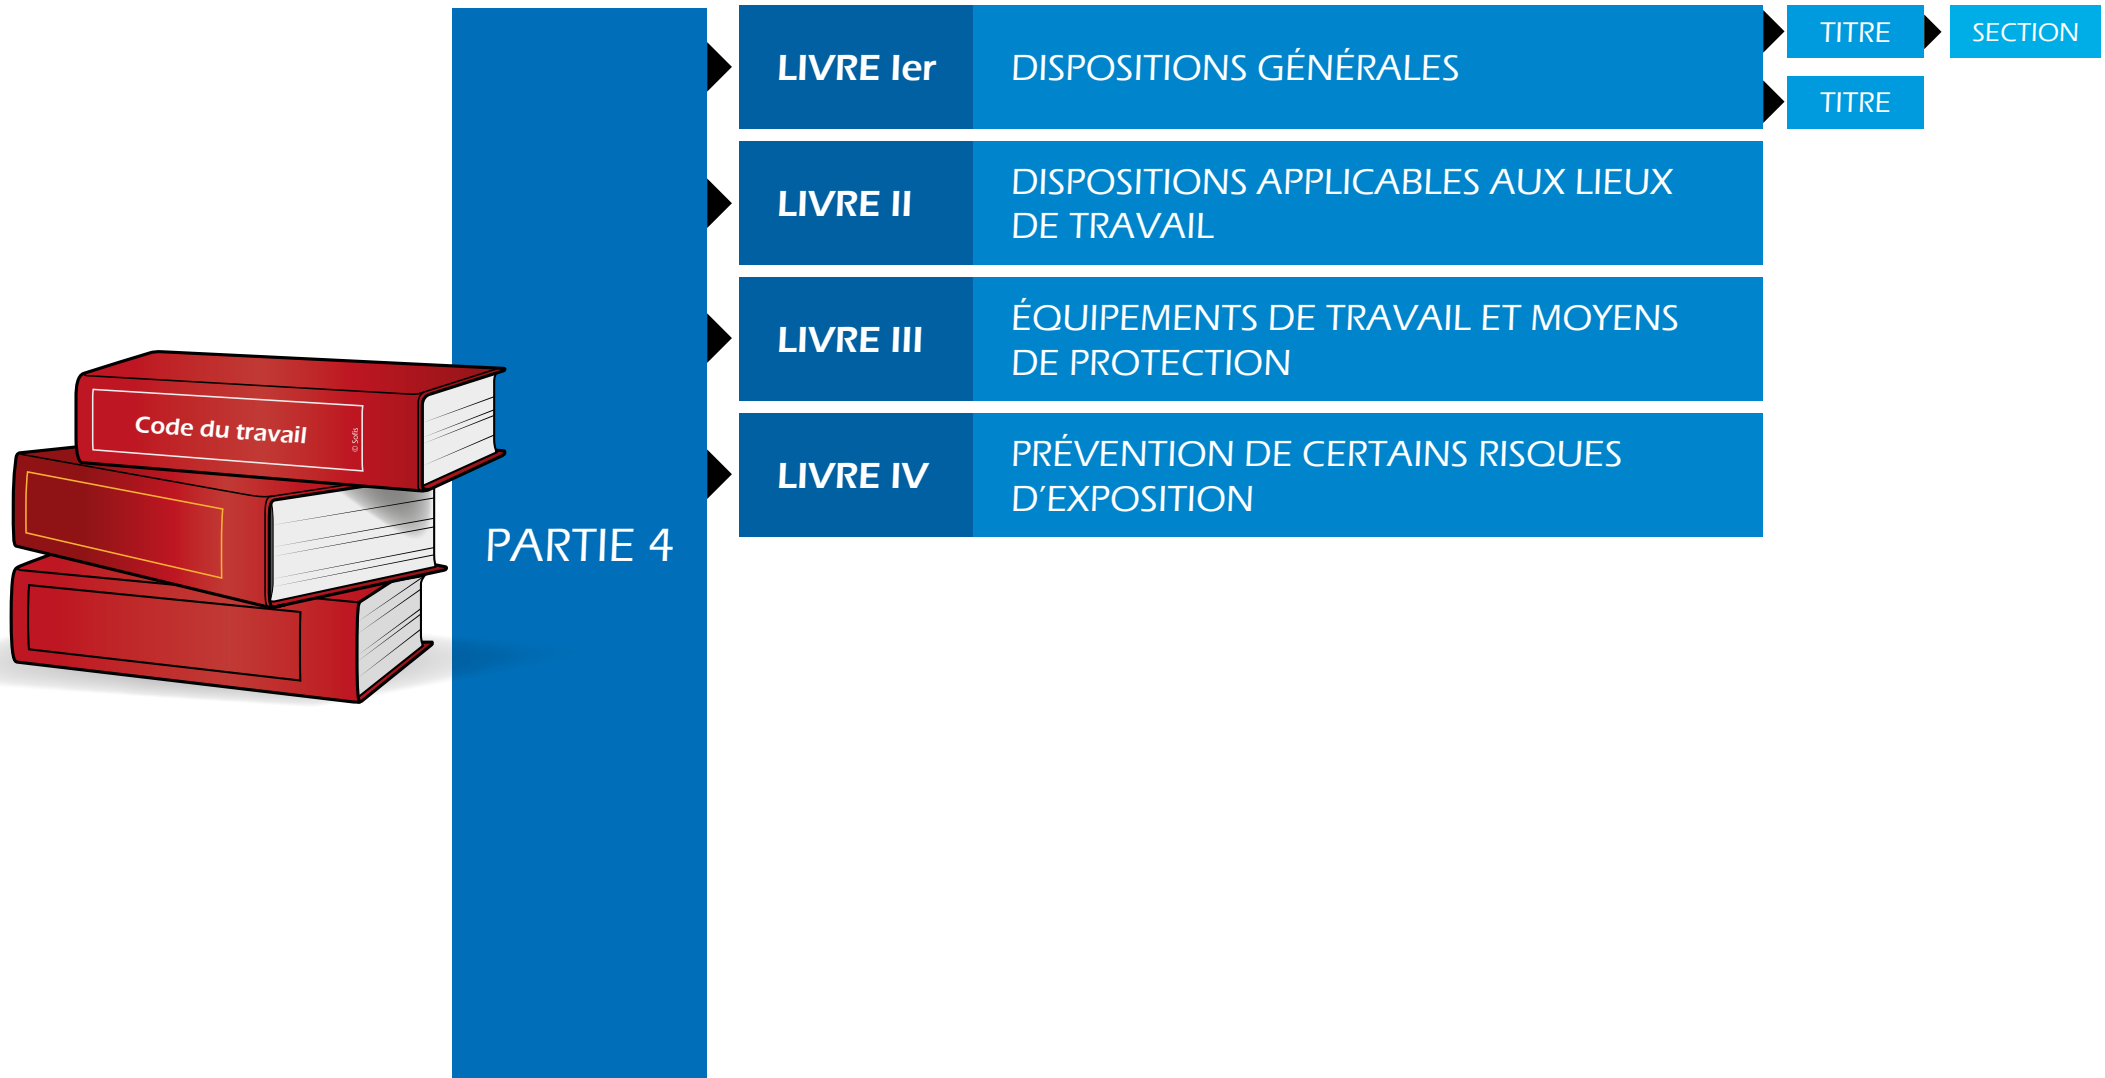 LIVRE Ier
DISPOSITIONS GÉNÉRALES
TITRE
SECTION
TITRE
LIVRE II
DISPOSITIONS APPLICABLES AUX LIEUX
DE TRAVAIL
LIVRE III
ÉQUIPEMENTS DE TRAVAIL ET MOYENS
DE PROTECTION
LIVRE IV
PRÉVENTION DE CERTAINS RISQUES
D’EXPOSITION
Code du travail
© Sofis
PARTIE 4